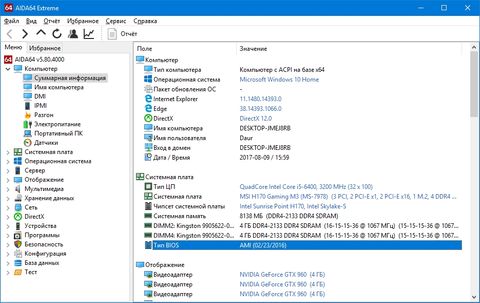 64 AIDA64 Extreme
Файл Вид Отчёт Избранное Сервис Справка
Отчёт
Меню Избранное
AIDA64 v5.80.4000
Компьютер
Суммарная информация
Имя компьютера
DMI
IPMI
Разгон
Электропитание
Портативный ПК
Датчики
Системная плата
Операционная система
Сервер
Отображение
Мультимедиа
Хранение данных
Сеть
DirectX
Устройства
Программы
Безопасность
Конфигурация
База данных
Тест
Поле Значение
Компьютер
Тип компьютера Компьютер с ACPI на базе x64
Операционная система Microsoft Windows 10 Home
Пакет обновления ОС -
Internet Explorer 11.1480.14393.0
Edge 38.14393.1066.0
DirectX DirectX 12.0
Имя компьютера DESKTOP-JMEJ8RB
Имя пользователя Daur
Вход в домен DESKTOP-JMEJ8RB
Дата / Время 2017-08-09 / 15:59
Системная плата
Тип ЦП QuadCore Intel Core i5-6400, 3200 MHz (32 x 100)
Системная плата MSI H170 Gaming M3 (MS-7978) (3 PCI, 2 PCI-E x1, 2 PCI-E x16, 1 M.2, 4 DDR4
Чипсет системной платы Intel Sunrise Point H170, Intel Skylake-S
Системная память 8138 МБ (DDR4-2133 DDR4 SDRAM)
DIMM2: Kingston 9905622-0... 4 ГБ DDR4-2133 DDR4 SDRAM (16-15-15-36 @ 1067 МГц) (15-15-15-36 @ 1067
DIMM4: Kingston 9905622-0... 4 ГБ DDR4-2133 DDR4 SDRAM (16-15-15-36 @ 1067 МГц) (15-15-15-36 @ 1067
Тип BIOS AMI (02/23/2016)
Отображение
Видеоадаптер NVIDIA GeForce GTX 960 (4 ГБ)
Видеоадаптер NVIDIA GeForce GTX 960 (4 ГБ)
Видеоадаптер NVIDIA GeForce GTX 960 (4 ГБ)